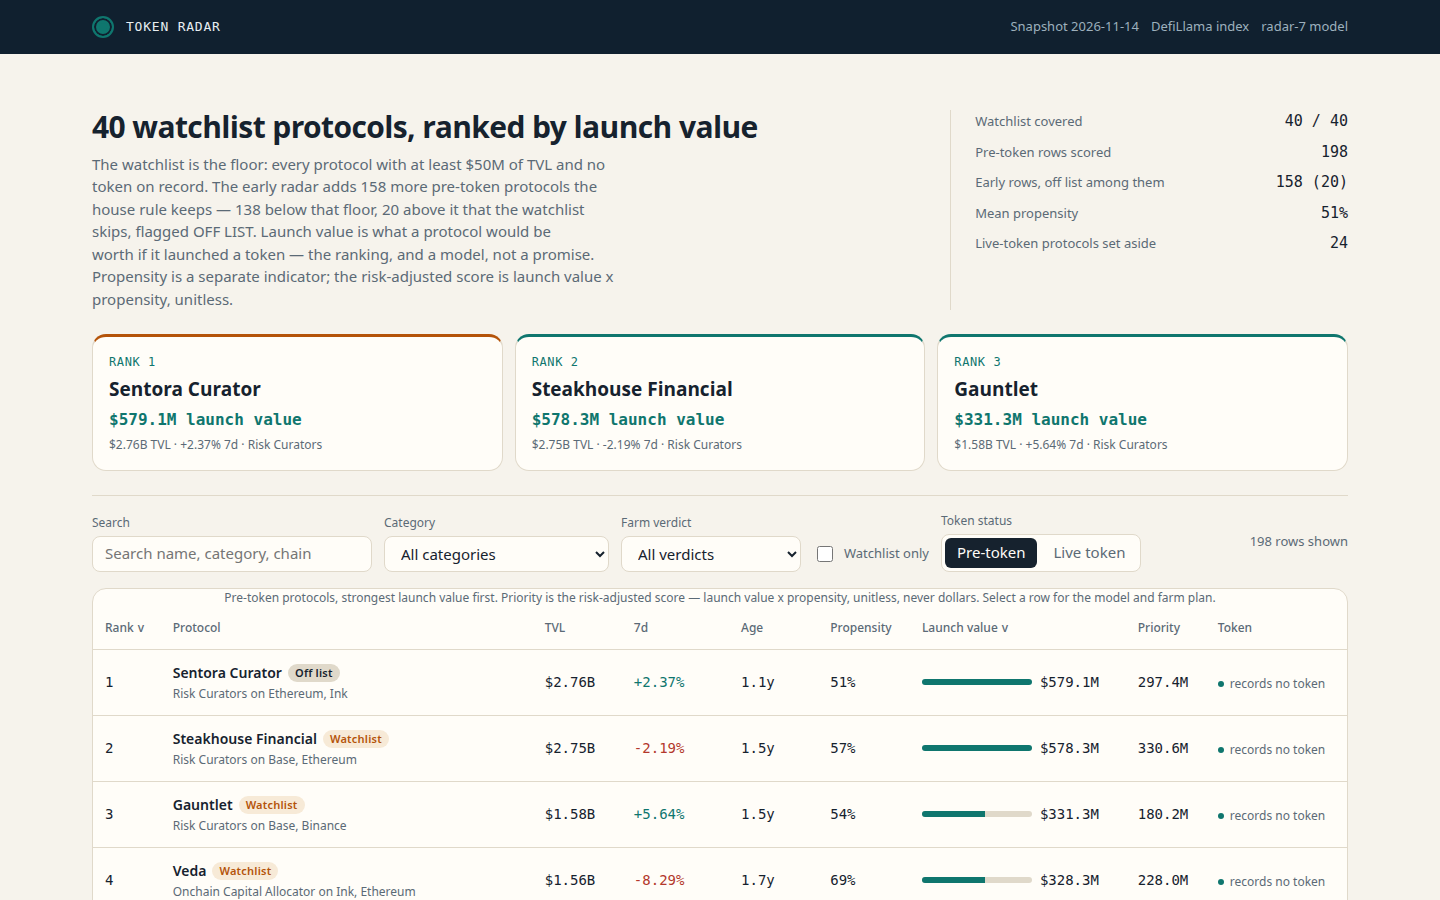 TOKEN RADAR
Snapshot 2026-11-14 DefiLlama index radar-7 model
40 watchlist protocols, ranked by launch value
The watchlist is the floor: every protocol with at least $50M of TVL and no
token on record. The early radar adds 158 more pre-token protocols the
house rule keeps — 138 below that floor, 20 above it that the watchlist
skips, flagged OFF LIST. Launch value is what a protocol would be
worth if it launched a token — the ranking, and a model, not a promise.
Propensity is a separate indicator; the risk-adjusted score is launch value x
propensity, unitless.
Watchlist covered 40 / 40
Pre-token rows scored 198
Early rows, off list among them 158 (20)
Mean propensity 51%
Live-token protocols set aside 24
RANK 1
Sentora Curator
$579.1M launch value
$2.76B TVL · +2.37% 7d · Risk Curators
RANK 2
Steakhouse Financial
$578.3M launch value
$2.75B TVL · -2.19% 7d · Risk Curators
RANK 3
Gauntlet
$331.3M launch value
$1.58B TVL · +5.64% 7d · Risk Curators
Search
Search name, category, chain
Category
All categories
Farm verdict
All verdicts
Watchlist only
Token status
Pre-token Live token
198 rows shown
Pre-token protocols, strongest launch value first. Priority is the risk-adjusted score — launch value x propensity, unitless, never dollars. Select a row for the model and farm plan.
Rank v Protocol TVL 7d Age Propensity Launch value v Priority Token
1 Sentora Curator Off list $2.76B +2.37% 1.1y 51% $579.1M 297.4M records no token
Risk Curators on Ethereum, Ink
2 Steakhouse Financial Watchlist $2.75B -2.19% 1.5y 57% $578.3M 330.6M records no token
Risk Curators on Base, Ethereum
3 Gauntlet Watchlist $1.58B +5.64% 1.5y 54% $331.3M 180.2M records no token
Risk Curators on Base, Binance
4 Veda Watchlist $1.56B -8.29% 1.7y 69% $328.3M 228.0M records no token
Onchain Capital Allocator on Ink, Ethereum